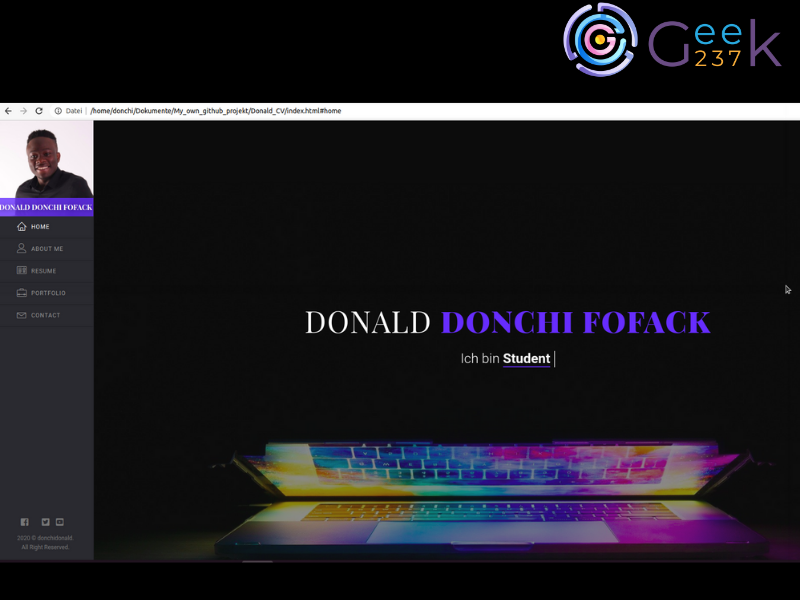 Geek
237
Datei | /home/donchi/Dokumente/My_own_github_projekt/Donald_CV/index.html#home
DONALD DONCHI FOFACK
HOME
ABOUT ME
RESUME
PORTFOLIO
CONTACT
DONALD DONCHI FOFACK
Ich bin Student
2020 © donchidonald.
All Right Reserved.